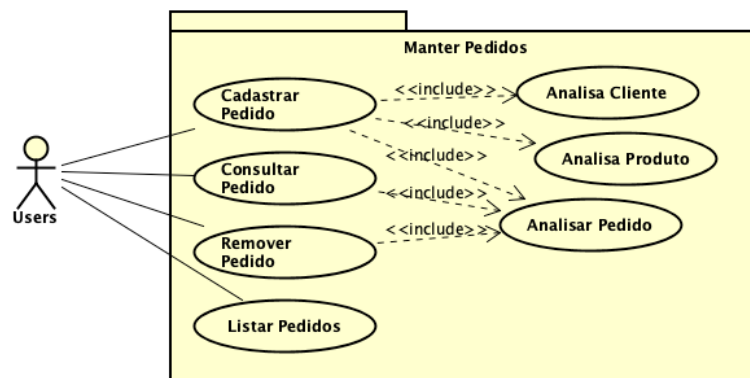 Manter Pedidos
Cadastrar
Pedido
<<include>>
Analisa Cliente
<<include>>
Analisa Produto
<<include>>
Consultar
Pedido
<<include>>
Analisar Pedido
Users
Remover
Pedido
<<include>>
Listar Pedidos